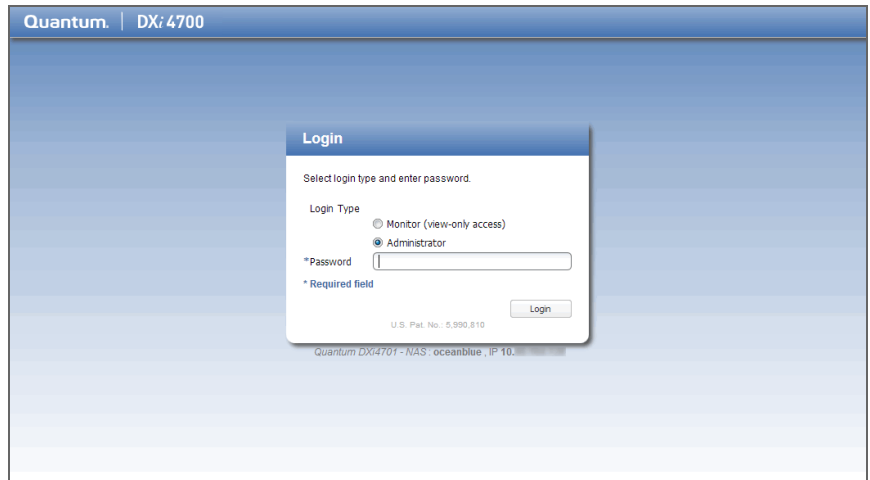 Quantum. | DXi 4700
Login
Select login type and enter password.
Login Type
Monitor (view-only access)
Administrator
*Password
* Required field
Login
U.S. Pat. No.: 5,990,810
Quantum DXi4701 - NAS : oceanblue , IP 10.